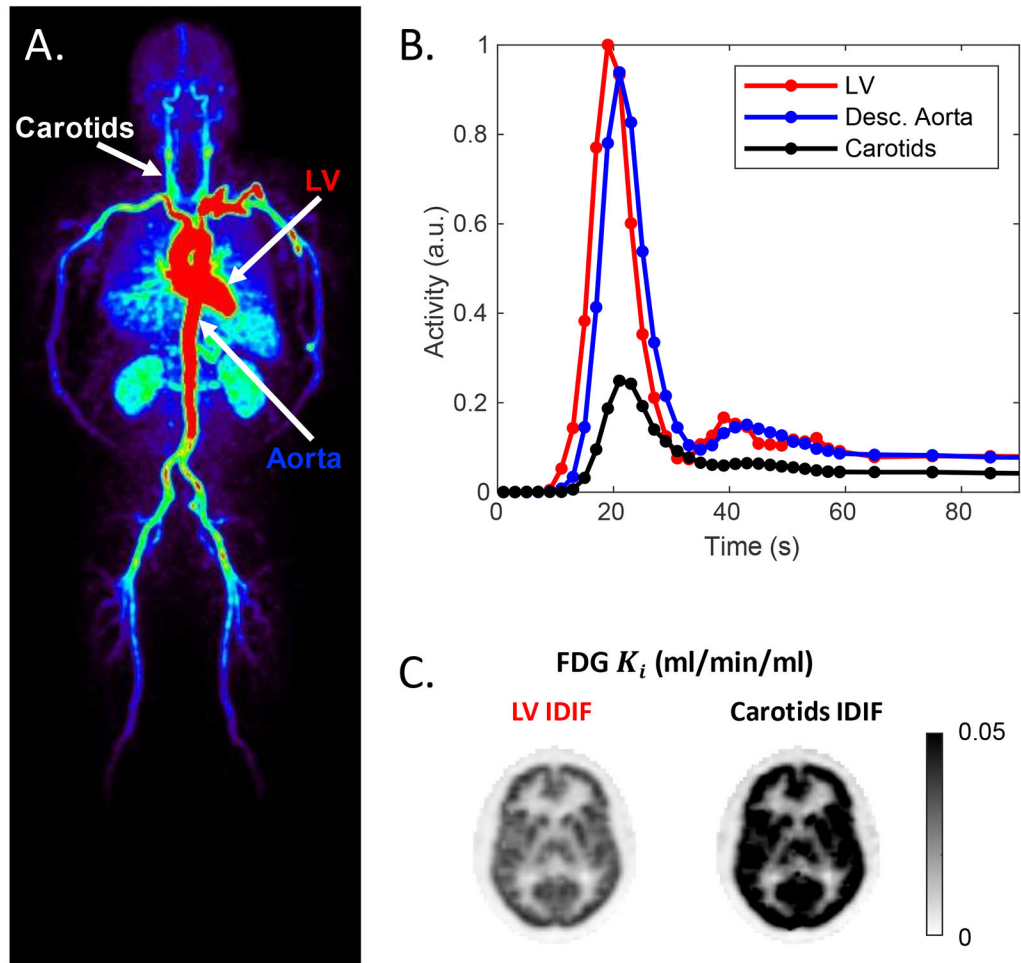 A.
Carotids
LV
Aorta
B.
1
0.8
0.6
0.4
0.2
0
Activity (a.u.)
LV
Desc. Aorta
Carotids
0
20
40
60
80
Time (s)
C.
FDG K_i (ml/min/ml)
LV IDIF
Carotids IDIF
0.05
0